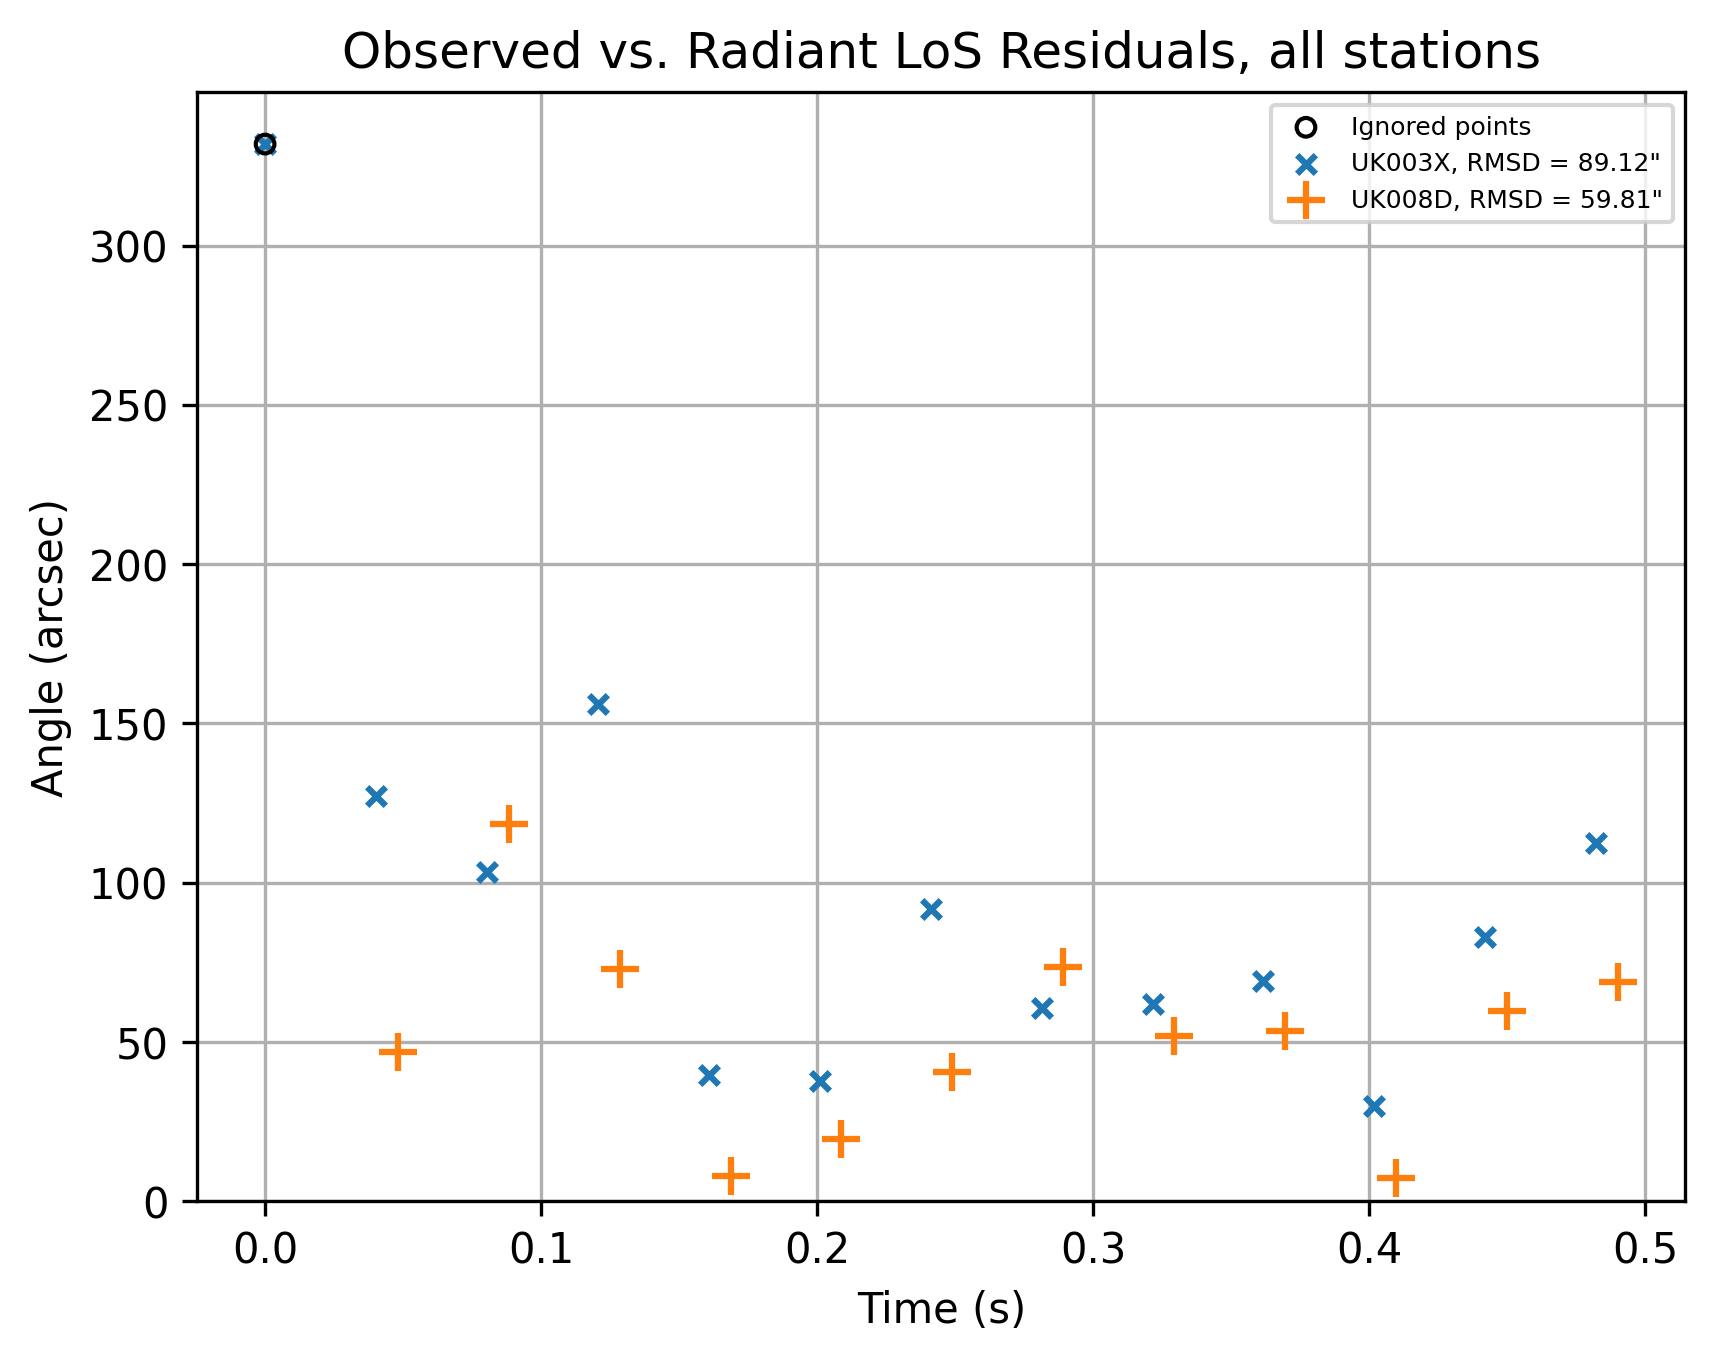 Observed vs. Radiant LoS Residuals, all stations
Ignored points
UK003X, RMSD = 89.12"
UK008D, RMSD = 59.81"
300
250
200
150
100
50
0
Angle (arcsec)
0.0 0.1 0.2 0.3 0.4 0.5
Time (s)